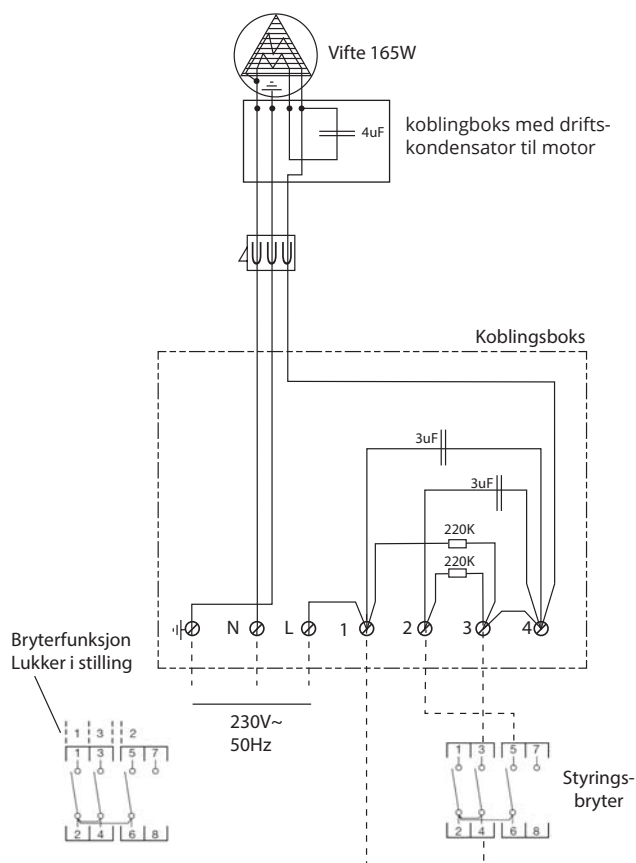 Vifte 165W
4uF
koblingboks med drifts-
kondensator til motor
Koblingsboks
3uF
3uF
220K
220K
N L 1 2 3 4
Bryterfunksjon
Lukker i stilling
230V~
50Hz
1 3 2
1 3 5 7
2 4 6 8
1 3 5 7
2 4 6 8
Styrings-
bryter